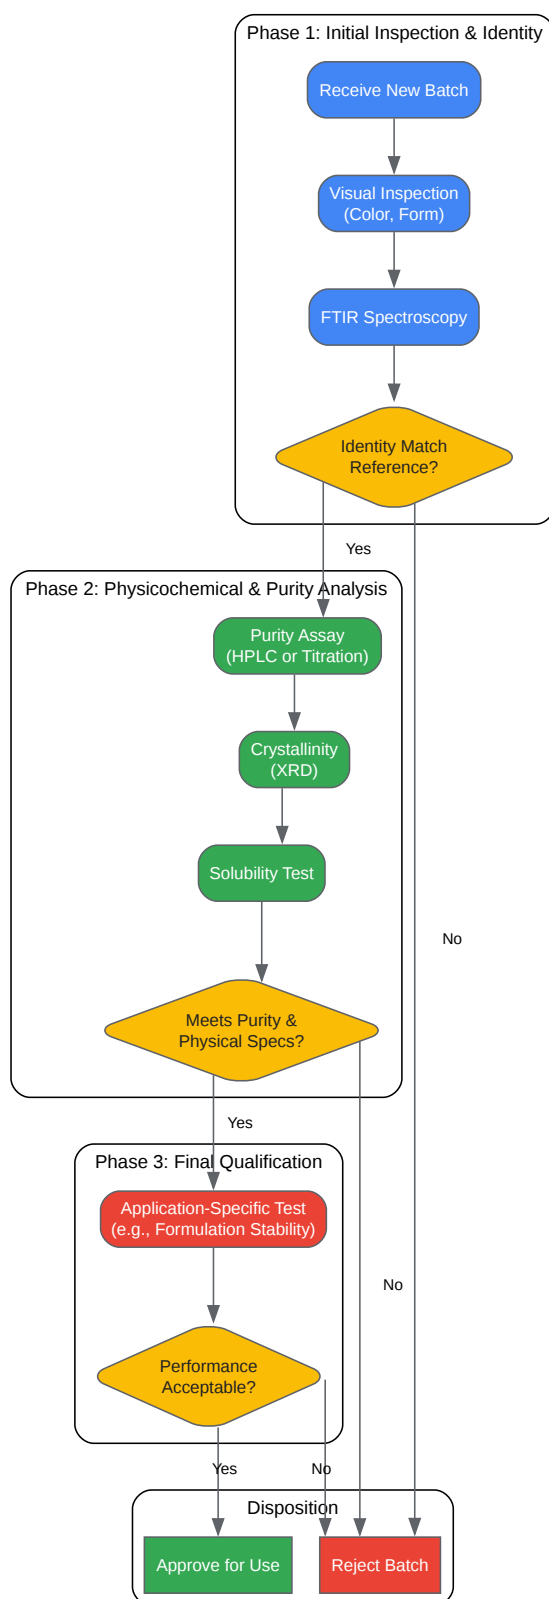 Phase 1: Initial Inspection & Identity
Receive New Batch
Visual Inspection
(Color, Form)
FTIR Spectroscopy
Identity Match
Reference?
Yes
Phase 2: Physicochemical & Purity Analysis
Purity Assay
(HPLC or Titration)
Crystallinity
(XRD)
Solubility Test
No
Meets Purity &
Physical Specs?
Yes
Phase 3: Final Qualification
Application-Specific Test
(e.g., Formulation Stability)
No
Performance
Acceptable?
Yes
No
Disposition
Approve for Use
Reject Batch